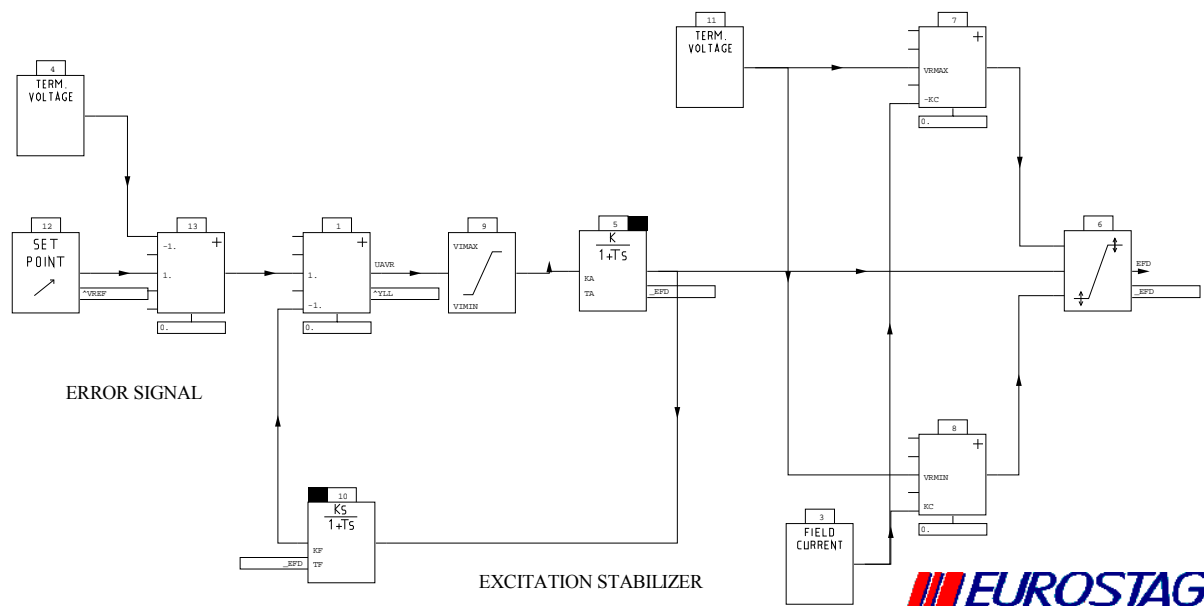 4
TERM.
VOLTAGE
12
SET
POINT
^VREF
13
+
-1.
1.
0.
1
+
1.
-1.
0.
UAVR
^YLL
9
VIMAX
VIMIN
5
K
1+Ts
KA
TA
_EFD
11
TERM.
VOLTAGE
7
+
VRMAX
-KC
0.
6
EFD
_EFD
8
+
VRMIN
KC
0.
3
FIELD
CURRENT
ERROR SIGNAL
10
Ks
1+Ts
KF
TF
_EFD
EXCITATION STABILIZER
EUROSTAG